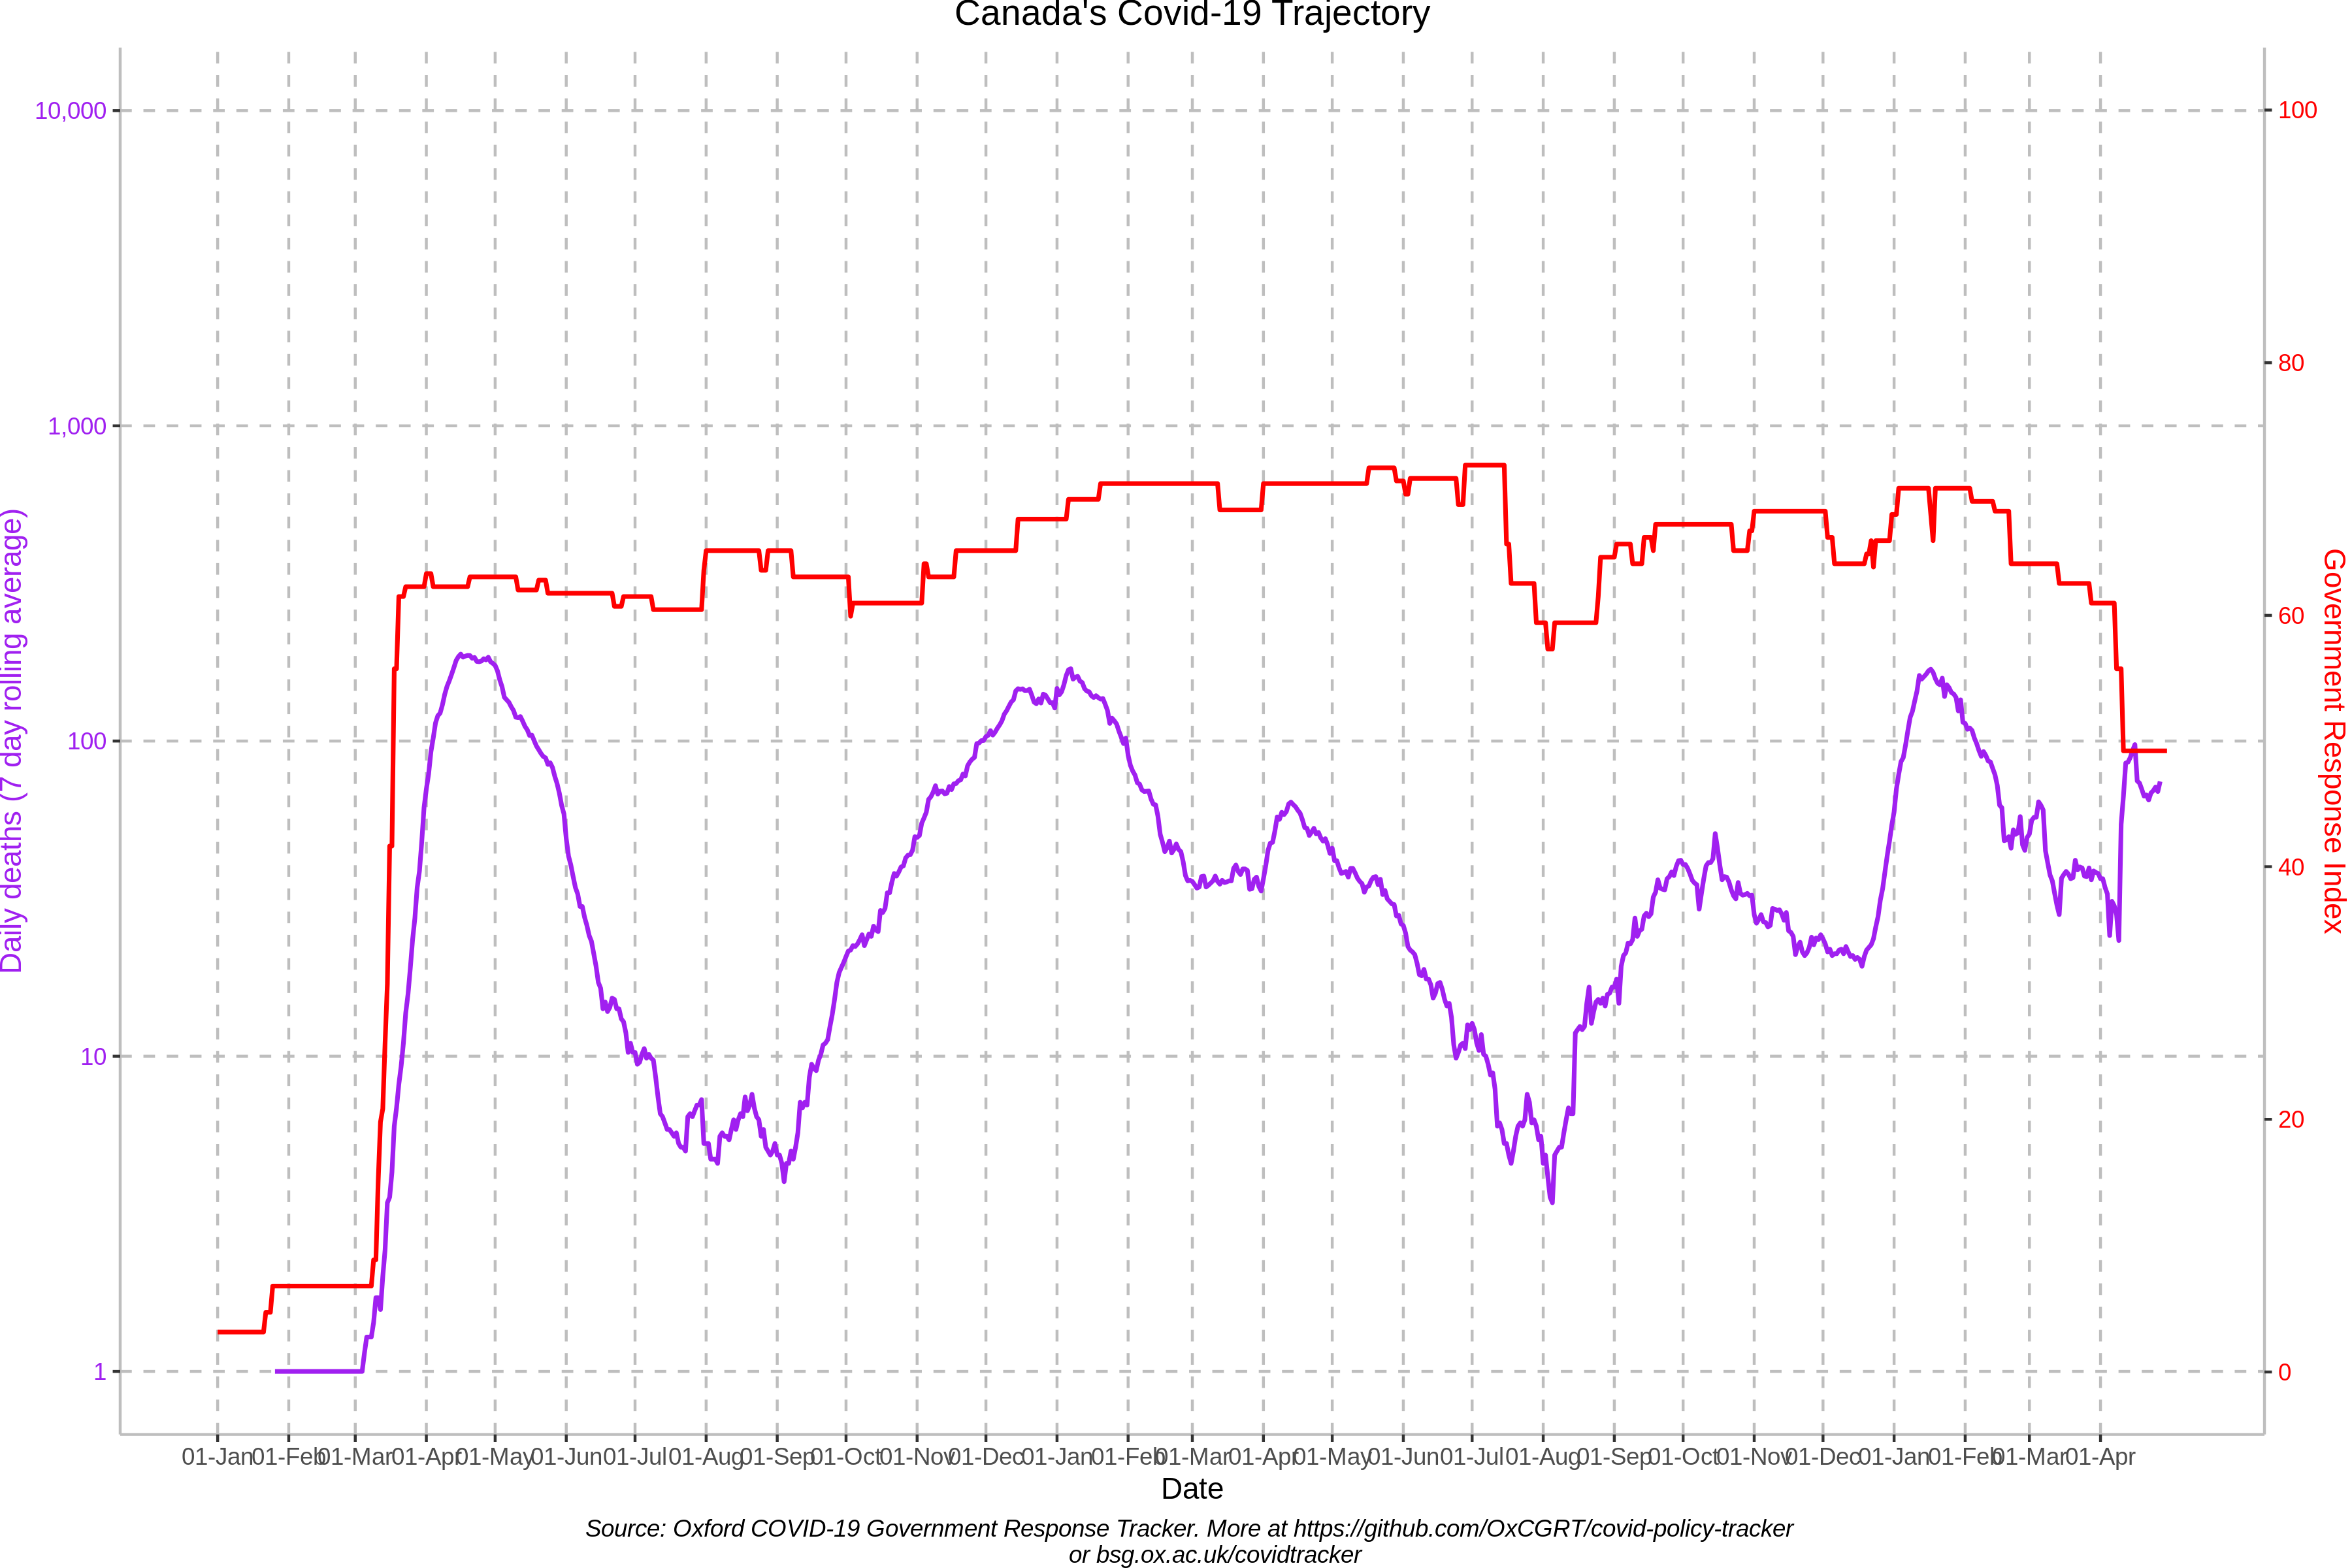 Canada's Covid-19 Trajectory
10,000
1,000
100
10
1
Daily deaths (7 day rolling average)
100
80
60
40
20
0
Government Response Index
01-Jan 01-Feb 01-Mar 01-Apr 01-May 01-Jun 01-Jul 01-Aug 01-Sep 01-Oct 01-Nov 01-Dec 01-Jan 01-Feb 01-Mar 01-Apr 01-May 01-Jun 01-Jul 01-Aug 01-Sep 01-Oct 01-Nov 01-Dec 01-Jan 01-Feb 01-Mar 01-Apr
Date
Source: Oxford COVID-19 Government Response Tracker. More at https://github.com/OxCGRT/covid-policy-tracker
or bsg.ox.ac.uk/covidtracker